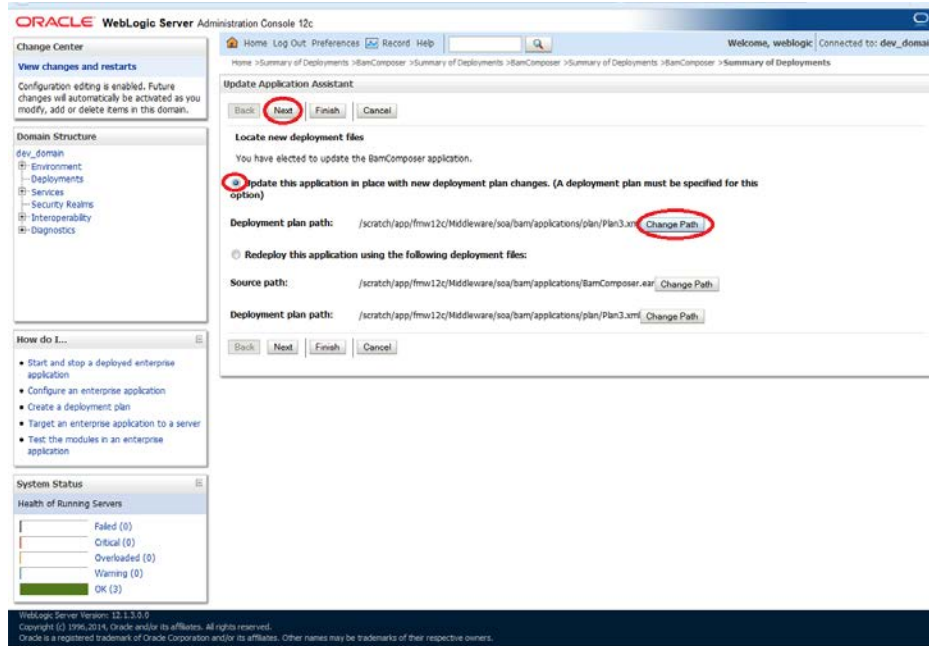 ORACLE WebLogic Server Administration Console 12c
Change Center
View changes and restarts
Configuration editing is enabled. Future
changes will automatically be activated as you
modify, add or delete items in this domain.
Domain Structure
dev_domain
Environment
Deployments
Services
Security Realms
Interoperability
Diagnostics
How do I...
Start and stop a deployed enterprise
application
Configure an enterprise application
Create a deployment plan
Target an enterprise application to a server
Test the modules in an enterprise
application
System Status
Health of Running Servers
Failed (0)
Critical (0)
Overloaded (0)
Warning (0)
OK (3)
Home Log Out Preferences Record Help
Welcome, weblogic Connected to: dev_domai
Home >Summary of Deployments >BamComposer >Summary of Deployments >BamComposer >Summary of Deployments >BamComposer >Summary of Deployments
Update Application Assistant
Back Next Finish Cancel
Locate new deployment files
You have elected to update the BamComposer application.
Update this application in place with new deployment plan changes. (A deployment plan must be specified for this
option)
Deployment plan path: /scratch/app/fmw12c/Middleware/soa/bam/applications/plan/Plan3.xm Change Path
Redeploy this application using the following deployment files:
Source path: /scratch/app/fmw12c/Middleware/soa/bam/applications/BamComposer.ear Change Path
Deployment plan path: /scratch/app/fmw12c/Middleware/soa/bam/applications/plan/Plan3.xml Change Path
Back Next Finish Cancel
WebLogic Server Version: 12.1.3.0.0
Copyright (c) 1996,2014, Oracle and/or its affiliates. All rights reserved.
Oracle is a registered trademark of Oracle Corporation and/or its affiliates. Other names may be trademarks of their respective owners.